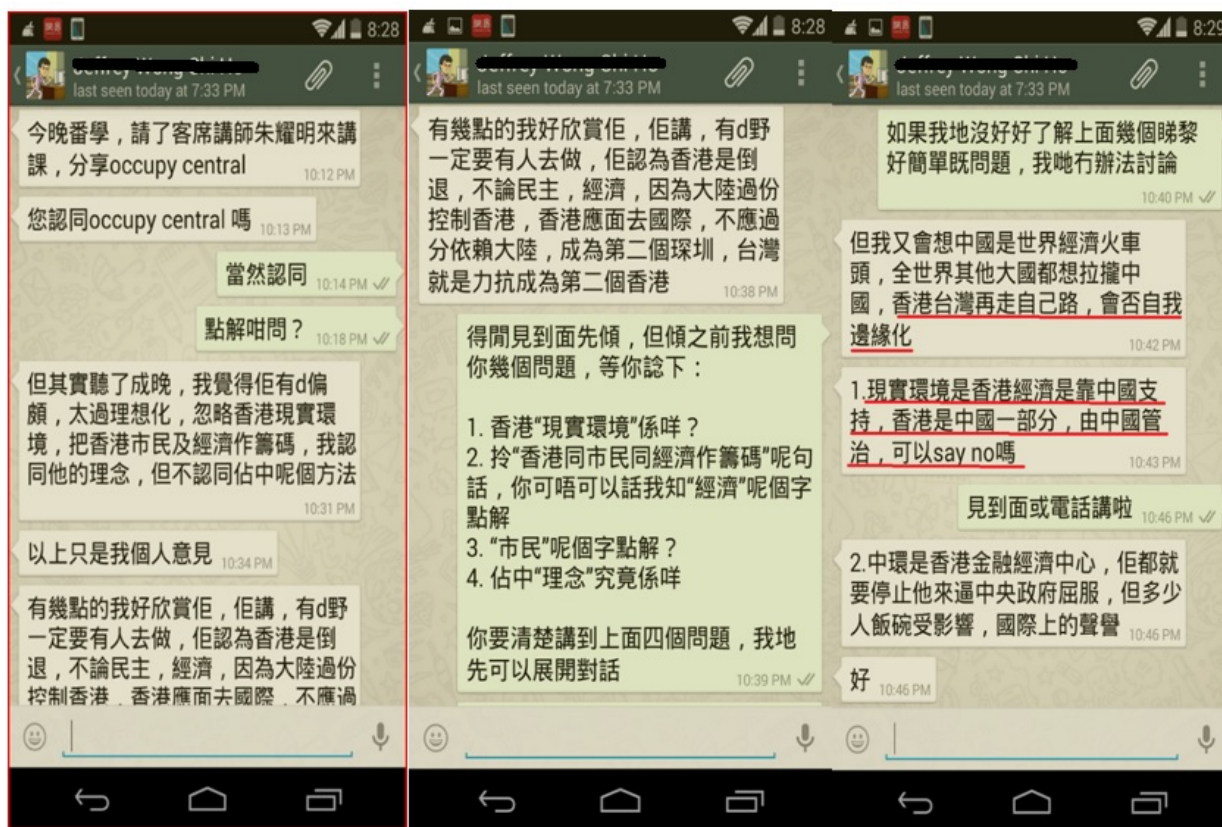 8:28
last seen today at 7:33 PM
今晚番學，請了客席講師朱耀明來講
課，分享occupy central
10:12 PM
您認同occupy central 嗎 10:13 PM
當然認同 10:14 PM
點解咁問？ 10:18 PM
但其實聽了成晚，我覺得佢有d偏
頗，太過理想化，忽略香港現實環
境，把香港市民及經濟作籌碼，我認
同他的理念，但不認同佔中呢個方法
10:31 PM
以上只是我個人意見 10:34 PM
有幾點的我好欣賞佢，佢講，有d野
一定要有人去做，佢認為香港是倒
退，不論民主，經濟，因為大陸過份
控制香港，香港應面去國際，不應過
8:28
last seen today at 7:33 PM
有幾點的我好欣賞佢，佢講，有d野
一定要有人去做，佢認為香港是倒
退，不論民主，經濟，因為大陸過份
控制香港，香港應面去國際，不應過
分依賴大陸，成為第二個琛圳，台灣
就是力抗成為第二個香港
10:38 PM
得閒見到面先傾，但傾之前我想問
你幾個問題，等你諗下：
1. 香港“現實環境”係咩？
2. 拎“香港同市民同經濟作籌碼”呢句
話，你可唔可以話我知“經濟”呢個字
點解
3. “市民”呢個字點解？
4. 佔中“理念”究竟係咩
你要清楚講到上面四個問題，我地
先可以展開對話
10:39 PM
8:29
last seen today at 7:33 PM
如果我地沒好好了解上面幾個睇黎
好簡單既問題，我哋冇辦法討論
10:40 PM
但我又會想中國是世界經濟火車
頭，全世界其他大國都想拉攏中
國，香港台灣再走自己路，會否自我
邊緣化
10:42 PM
1.現實環境是香港經濟是靠中國支
持，香港是中國一部分，由中國管
治，可以say no嗎
10:43 PM
見到面或電話講啦 10:46 PM
2.中環是香港金融經濟中心，佢都就
要停止他來逼中央政府屈服，但多少
人飯碗受影響，國際上的聲譽 10:46 PM
好 10:46 PM